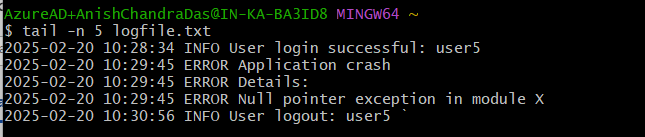 AzureAD+AnishChandraDas@IN-KA-BA3ID8 MINGW64 ~
$ tail -n 5 logfile.txt
2025-02-20 10:28:34 INFO User login successful: user5
2025-02-20 10:29:45 ERROR Application crash
2025-02-20 10:29:45 ERROR Details:
2025-02-20 10:29:45 ERROR Null pointer exception in module X
2025-02-20 10:30:56 INFO User logout: user5 `